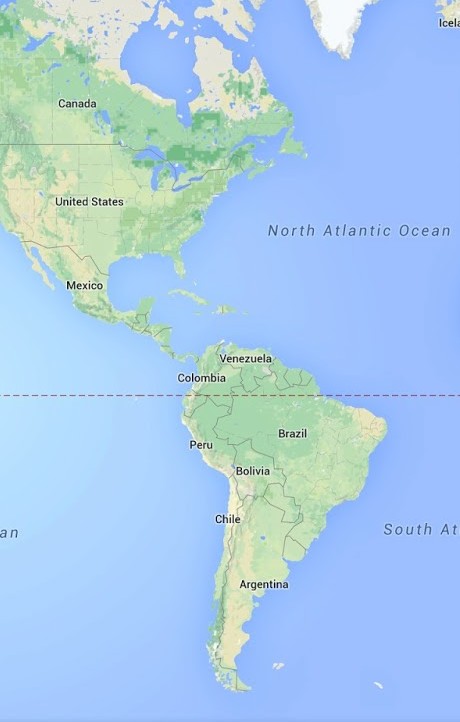 Icela
Canada
United States
North Atlantic Ocean
Mexico
Venezuela
Colombia
Brazil
Peru
Bolivia
Chile
an
South At
Argentina